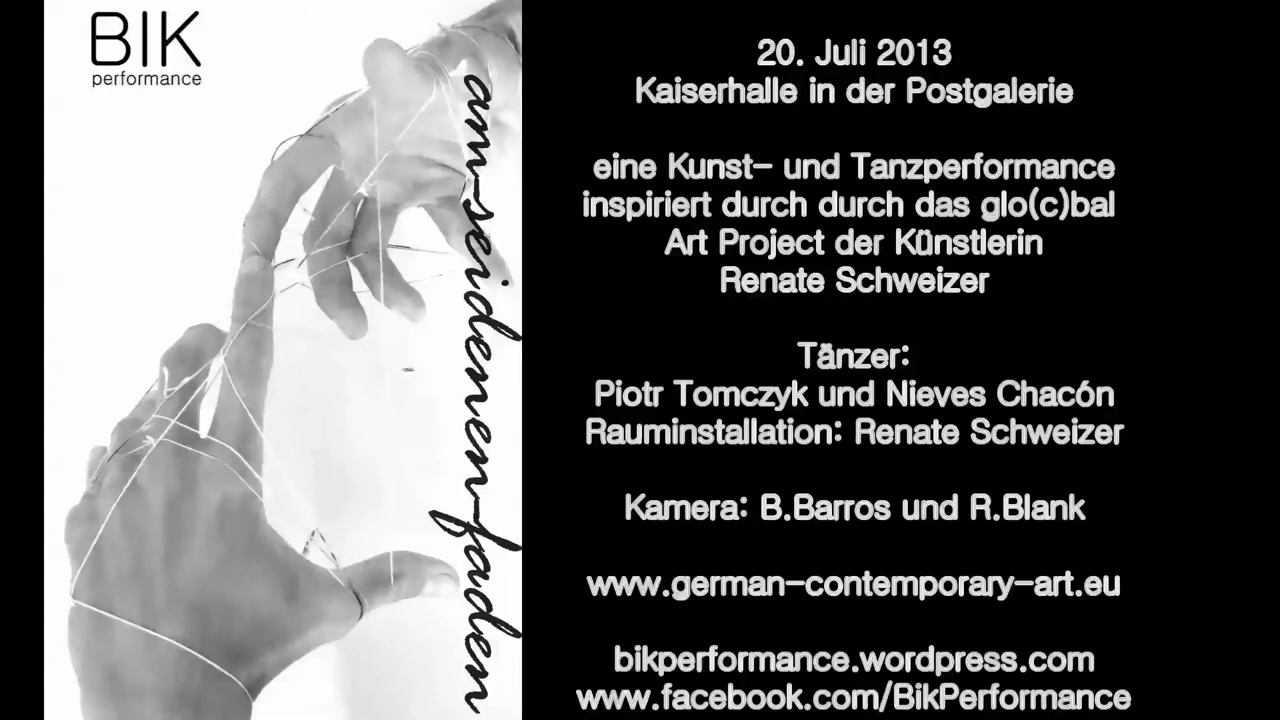 BIK
performance
am-seidenen-faden
20. Juli 2013
Kaiserhalle in der Postgalerie
eine Kunst- und Tanzperformance
inspiriert durch durch das glo(c)bal
Art Project der Künstlerin
Renate Schweizer
Tänzer:
Piotr Tomczyk und Nieves Chacón
Rauminstallation: Renate Schweizer
Kamera: B.Barros und R.Blank
www.german-contemporary-art.eu
bikperformance.wordpress.com
www.facebook.com/BikPerformance